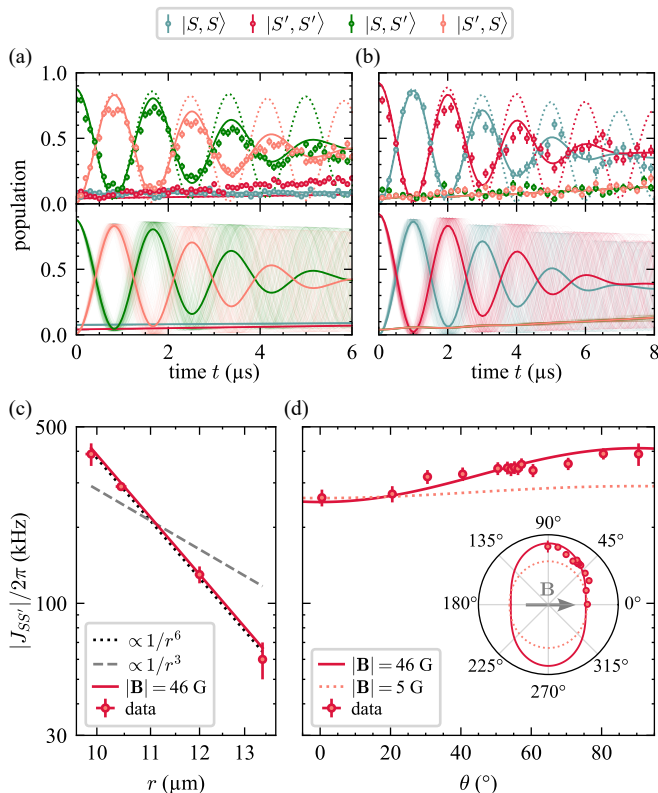 |S, S⟩ |S′, S′⟩ |S, S′⟩ |S′, S⟩
(a) (b)
1.0
0.5
0.0
0.5
0.0
population
0 2 4 6
time t (μs)
0 2 4 6 8
time t (μs)
(c) (d)
500
100
30
|J_SS′|/2π (kHz)
∝1/r⁶
∝1/r³
|B| = 46 G
data
10 11 12 13
r (μm)
90°
135° 45°
180° B 0°
225° 315°
270°
|B| = 46 G
|B| = 5 G
data
0 20 40 60 80
θ (°)